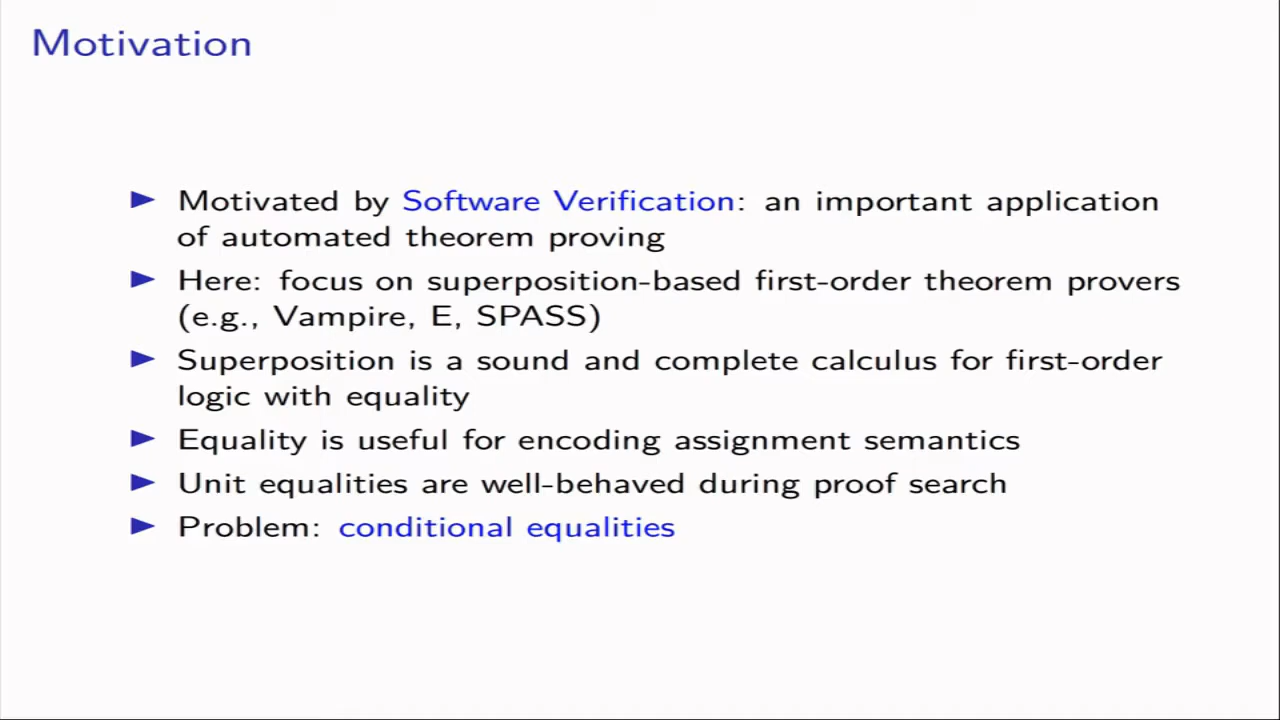 Motivation
▶ Motivated by Software Verification: an important application
of automated theorem proving
▶ Here: focus on superposition-based first-order theorem provers
(e.g., Vampire, E, SPASS)
▶ Superposition is a sound and complete calculus for first-order
logic with equality
▶ Equality is useful for encoding assignment semantics
▶ Unit equalities are well-behaved during proof search
▶ Problem: conditional equalities